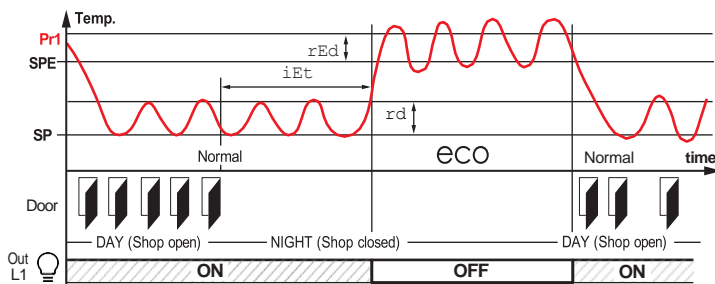 Temp.
Pr1
rEd
SPE
iEt
rd
SP
Normal eco Normal time
Door
DAY (Shop open) NIGHT (Shop closed) DAY (Shop open)
Out
L1 ON OFF ON